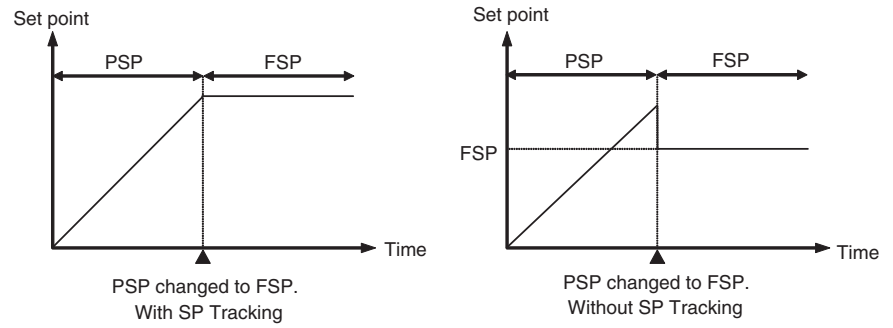 Set point
PSP
FSP
Time
PSP changed to FSP.
With SP Tracking
Set point
PSP
FSP
FSP
Time
PSP changed to FSP.
Without SP Tracking